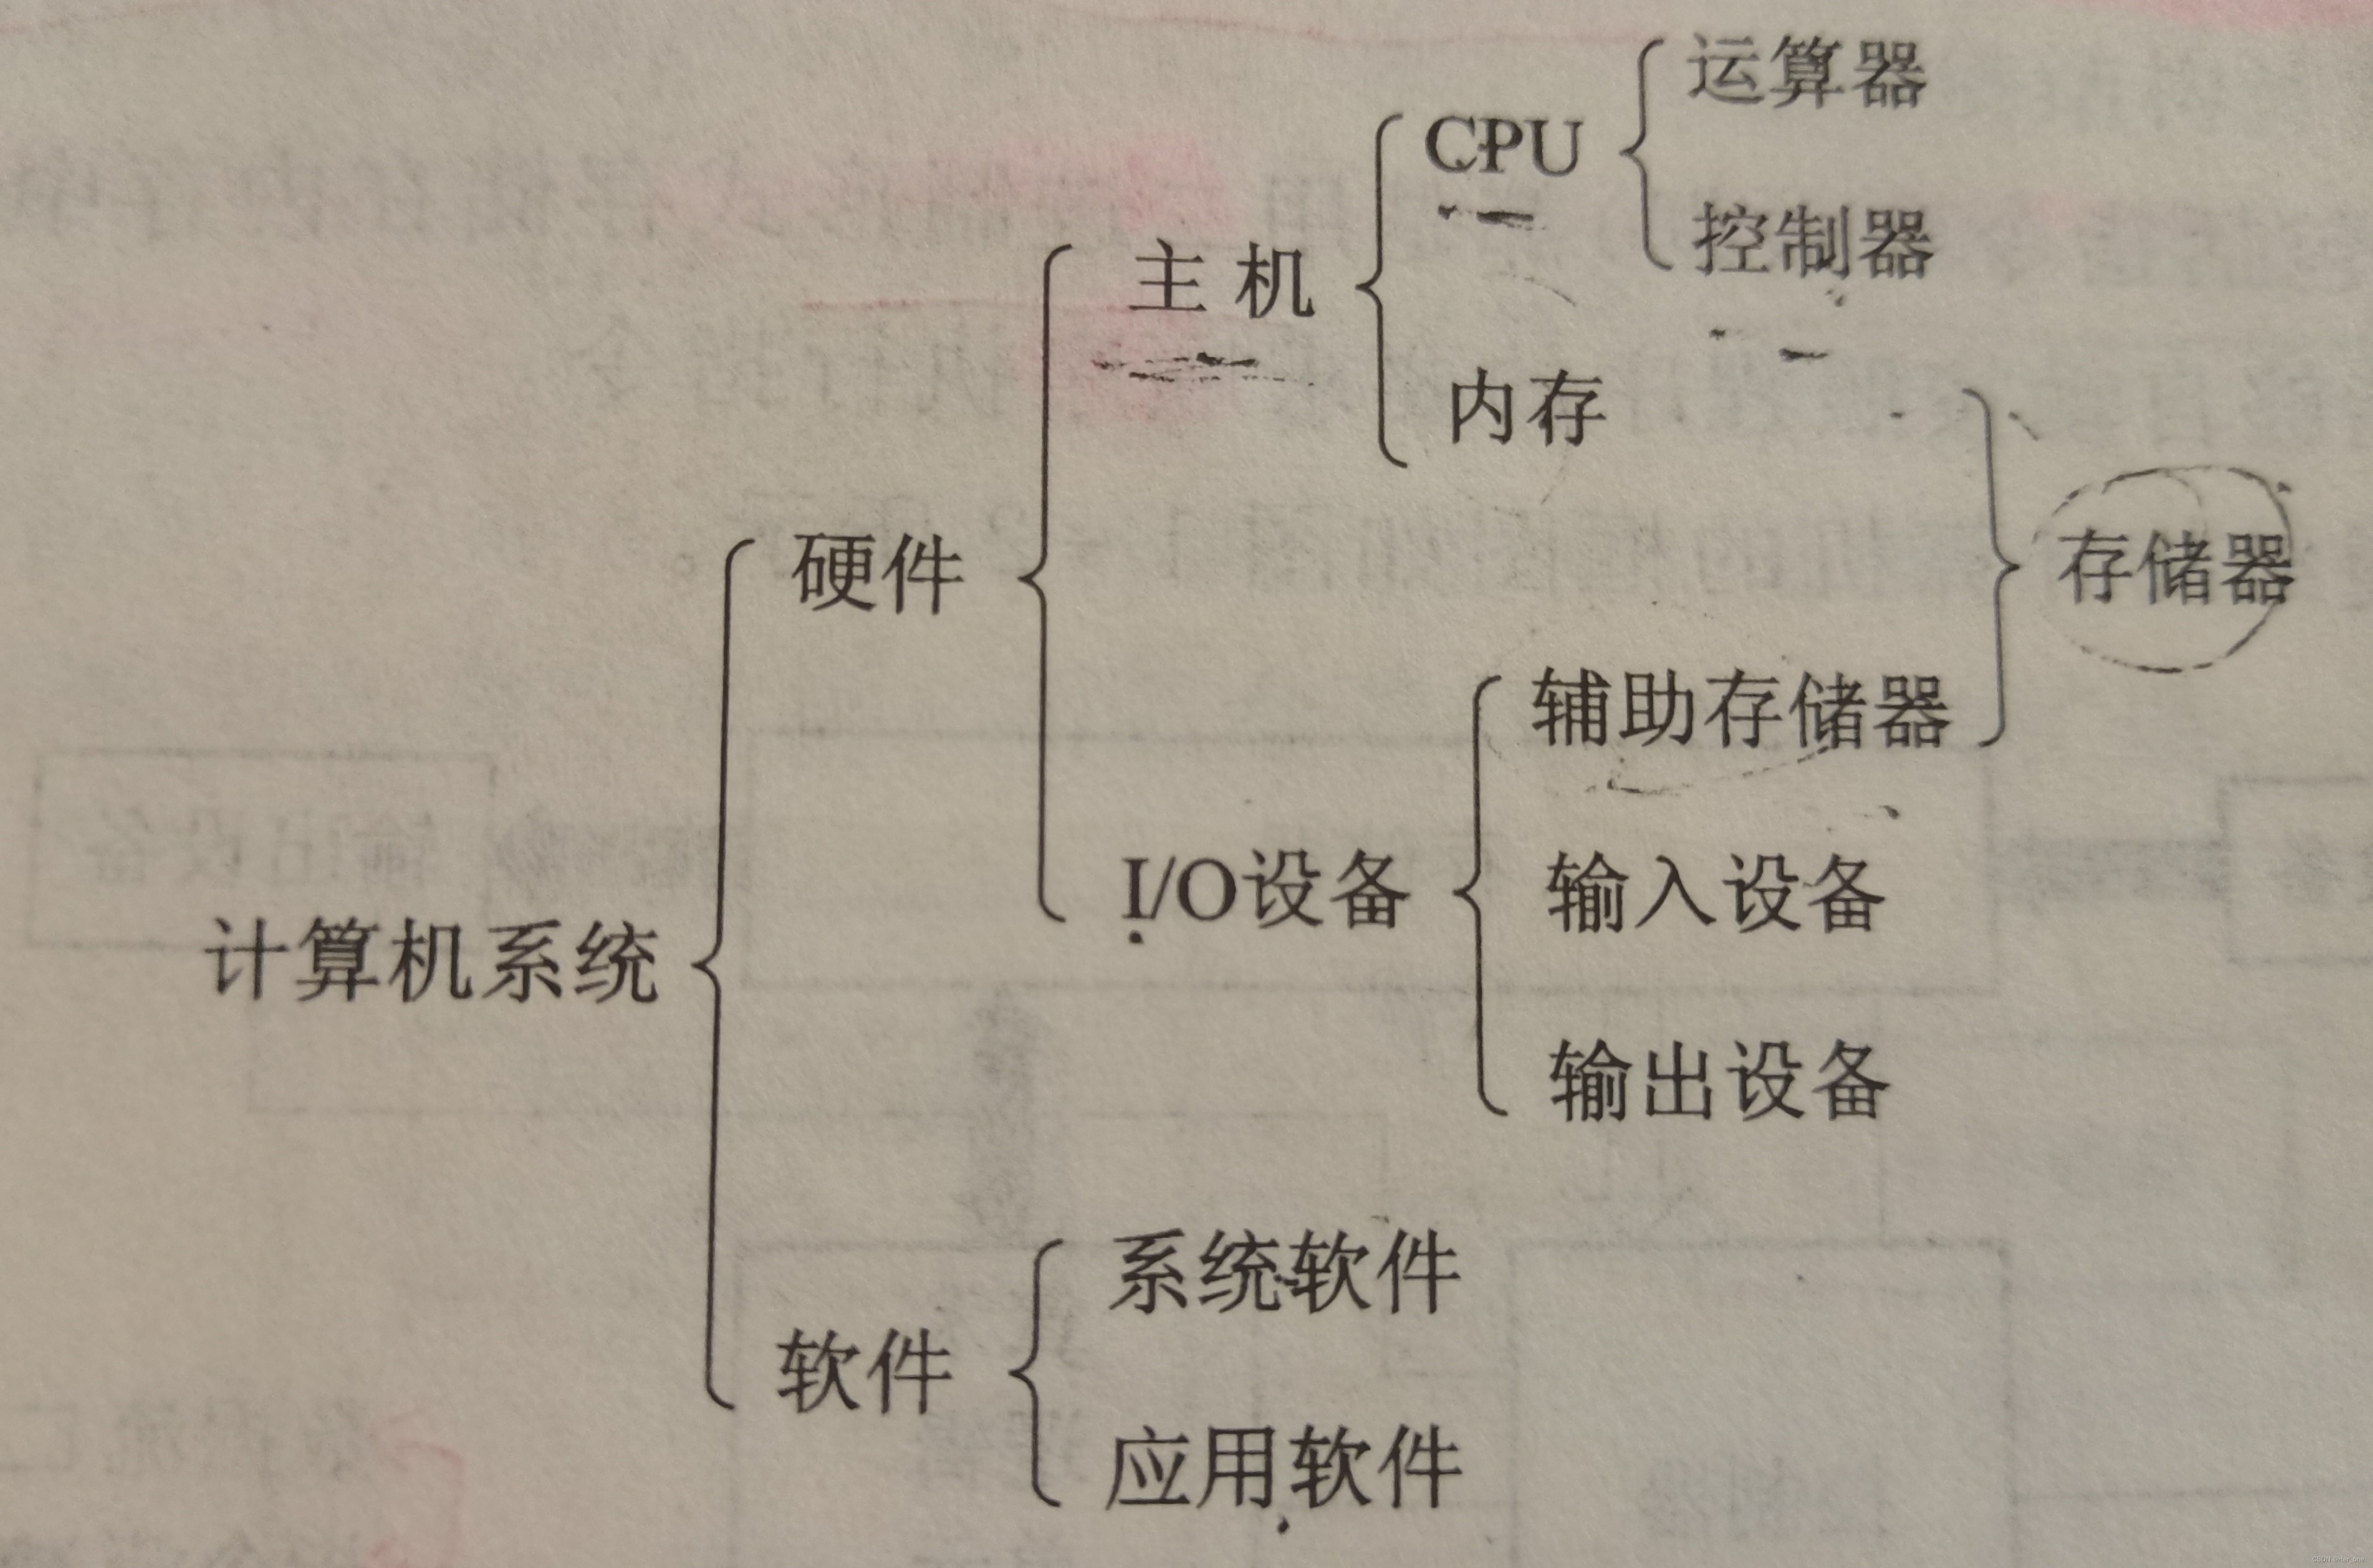 运算器
CPU
控制器
主机
内存
硬件
存储器
辅助存储器
I/O设备
输入设备
计算机系统
输出设备
系统软件
软件
应用软件